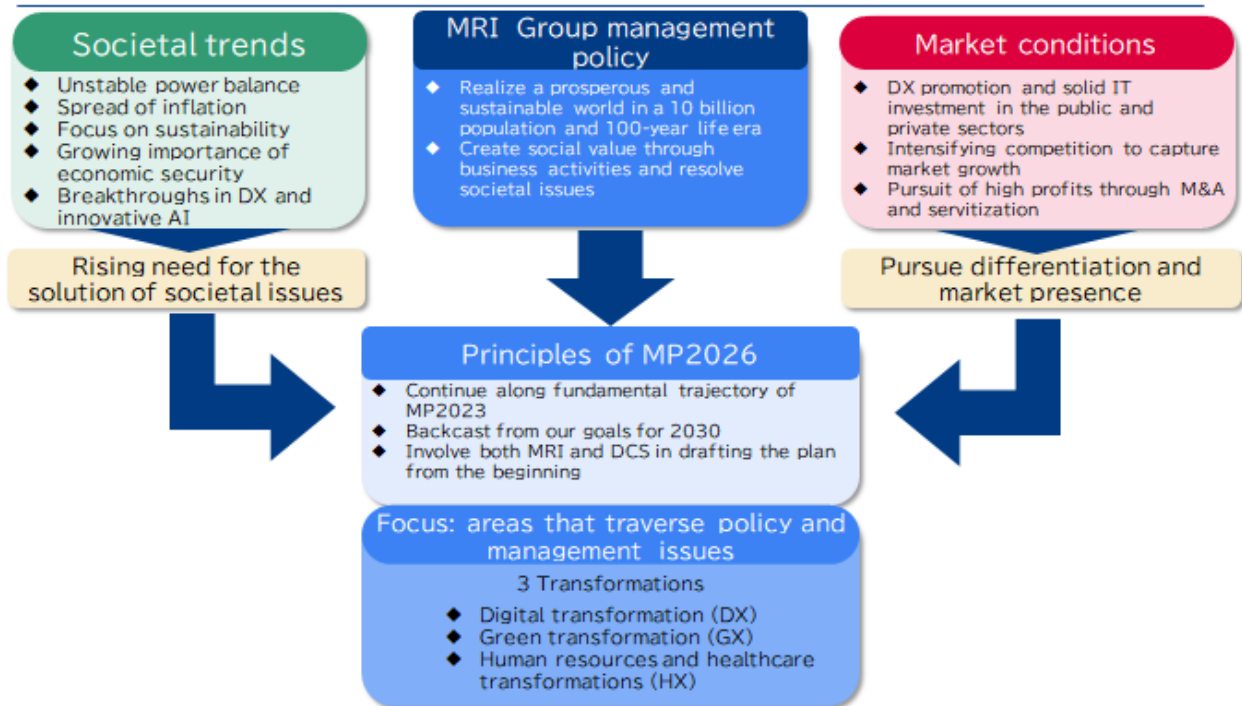 Societal trends
◆ Unstable power balance
◆ Spread of inflation
◆ Focus on sustainability
◆ Growing importance of
economic security
◆ Breakthroughs in DX and
innovative AI
Rising need for the
solution of societal issues
MRI Group management
policy
◆ Realize a prosperous and
sustainable world in a 10 billion
population and 100-year life era
◆ Create social value through
business activities and resolve
societal issues
Market conditions
◆ DX promotion and solid IT
investment in the public and
private sectors
◆ Intensifying competition to capture
market growth
◆ Pursuit of high profits through M&A
and servitization
Pursue differentiation and
market presence
Principles of MP2026
◆ Continue along fundamental trajectory of
MP2023
◆ Backcast from our goals for 2030
◆ Involve both MRI and DCS in drafting the plan
from the beginning
Focus: areas that traverse policy and
management issues
3 Transformations
◆ Digital transformation (DX)
◆ Green transformation (GX)
◆ Human resources and healthcare
transformations (HX)